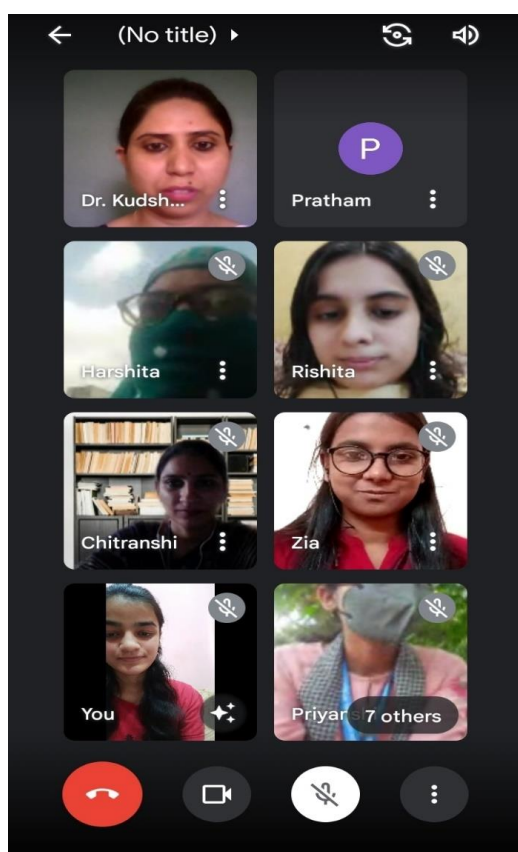 (No title)
Dr. Kudsh...
P
Pratham
Harshita
Rishita
Chitranshi
Zia
You
7 others